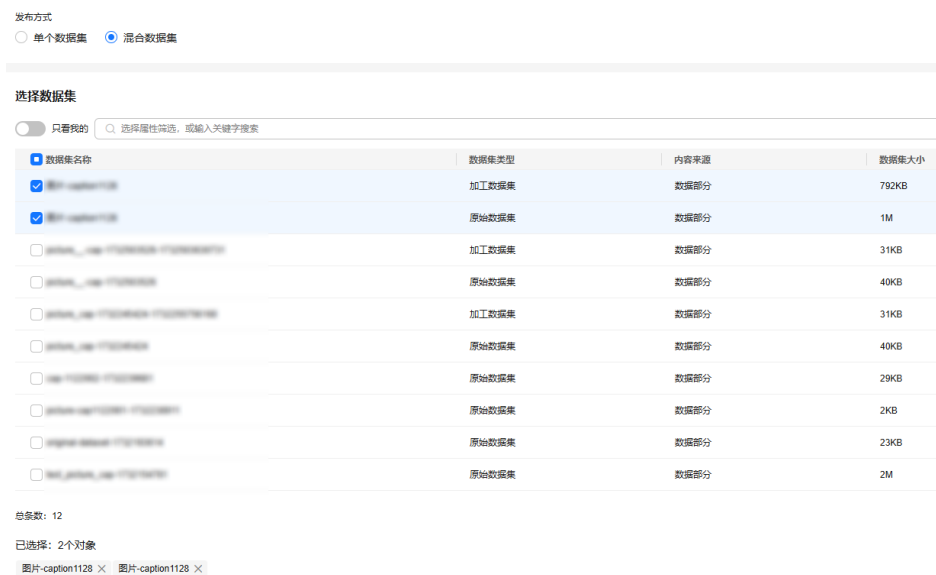 发布方式
单个数据集 混合数据集
选择数据集
只看我的 选择属性筛选，或输入关键字搜索
数据集名称 数据集类型 内容来源 数据集大小
加工数据集 数据部分 792KB
原始数据集 数据部分 1M
加工数据集 数据部分 31KB
原始数据集 数据部分 40KB
加工数据集 数据部分 31KB
原始数据集 数据部分 40KB
原始数据集 数据部分 29KB
原始数据集 数据部分 2KB
原始数据集 数据部分 23KB
原始数据集 数据部分 2M
总条数：12
已选择：2个对象
图片-caption1128 图片-caption1128